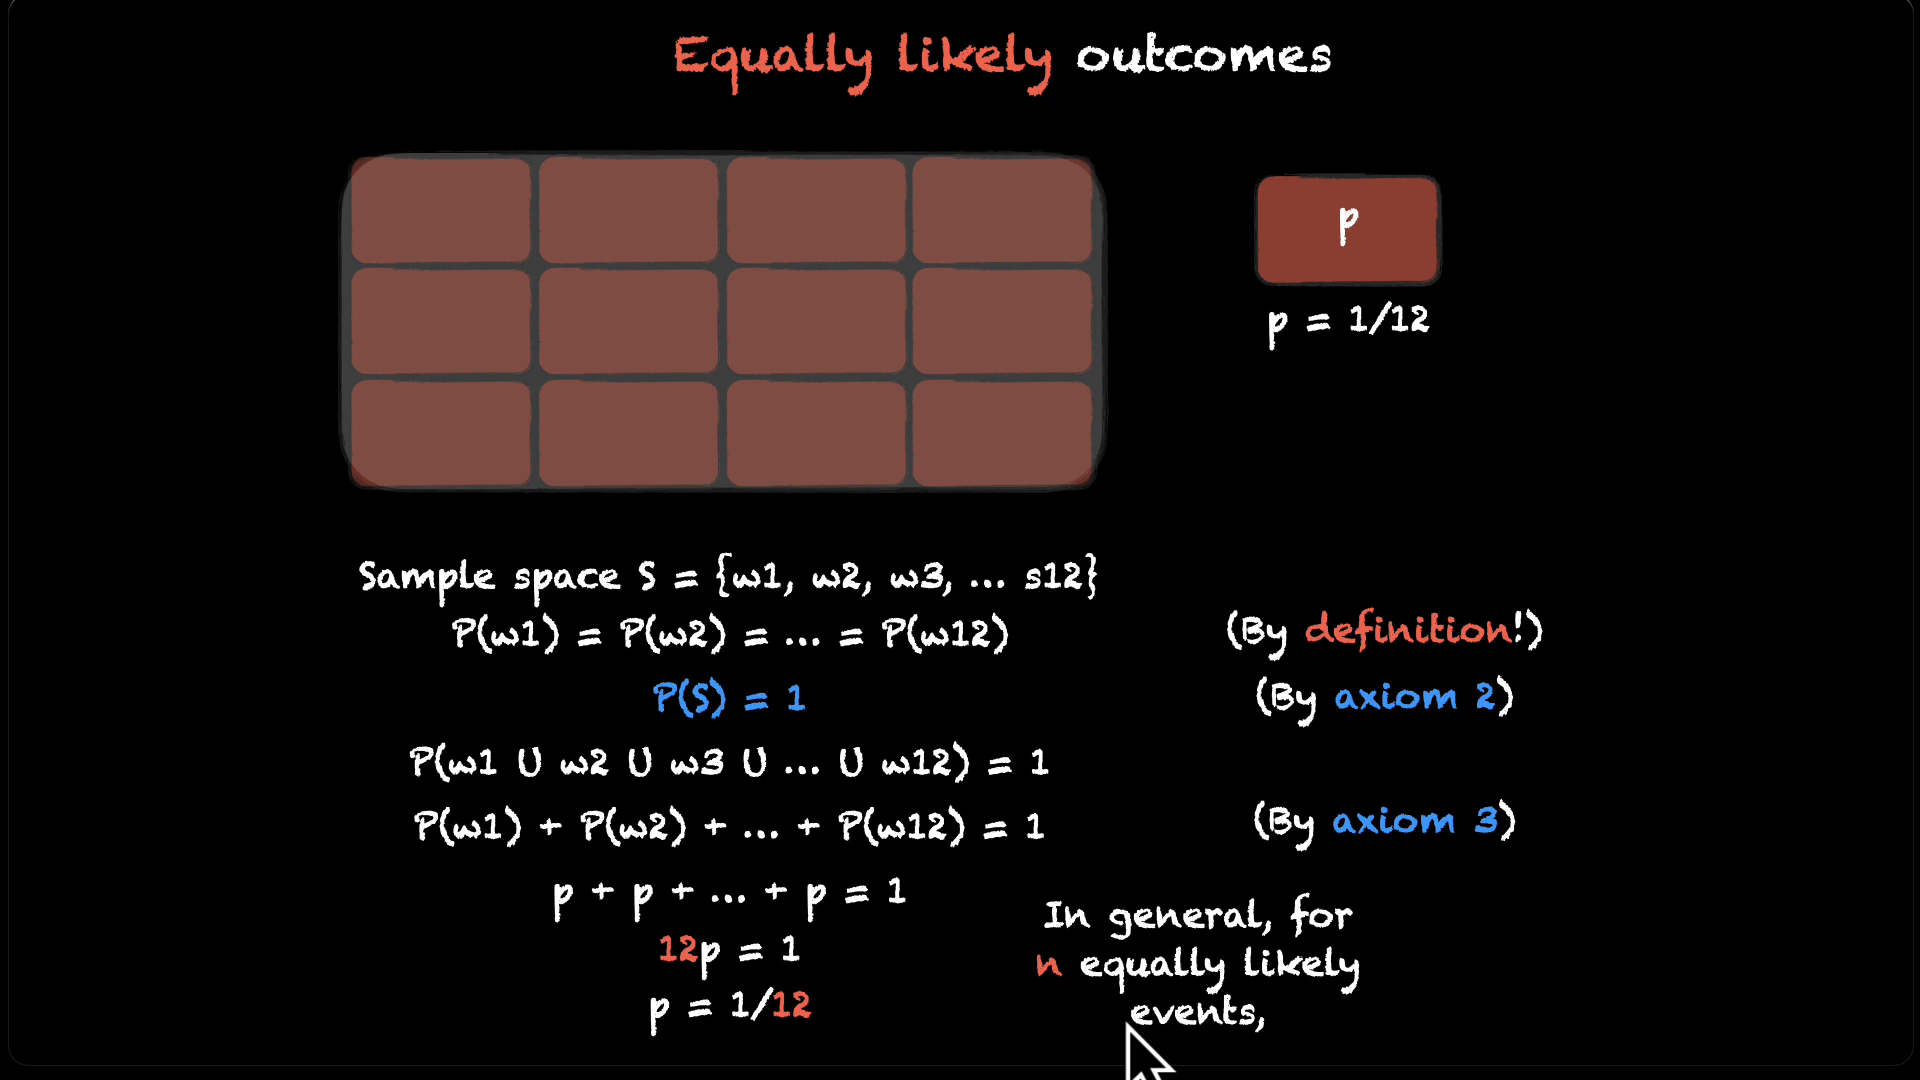 Equally likely outcomes
p
p = 1/12
Sample space S = {w1, w2, w3, ... s12}
P(w1) = P(w2) = ... = P(w12)
(By definition!)
P(S) = 1
(By axiom 2)
P(w1 U w2 U w3 U ... U w12) = 1
P(w1) + P(w2) + ... + P(w12) = 1
(By axiom 3)
p + p + ... + p = 1
12p = 1
p = 1/12
In general, for
n equally likely
events,